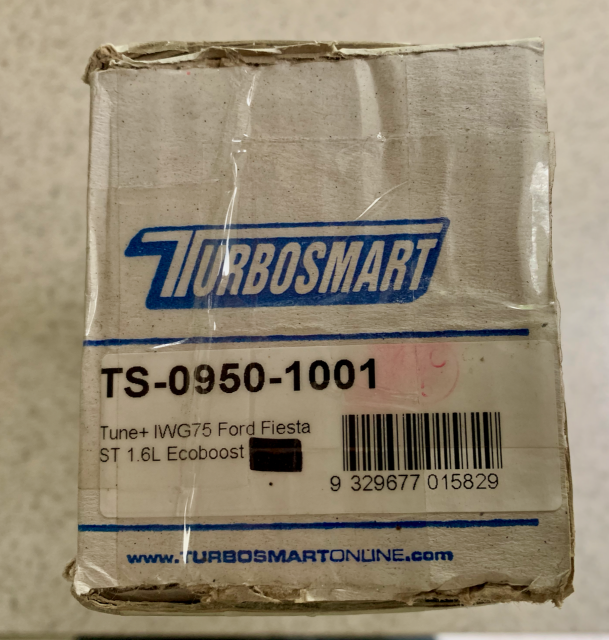 TURBOSMART
TS-0950-1001
Tune+ IWG75 Ford Fiesta
ST 1.6L Ecoboost
9 329677 015829
www.TURBOSMARTONLINE.com